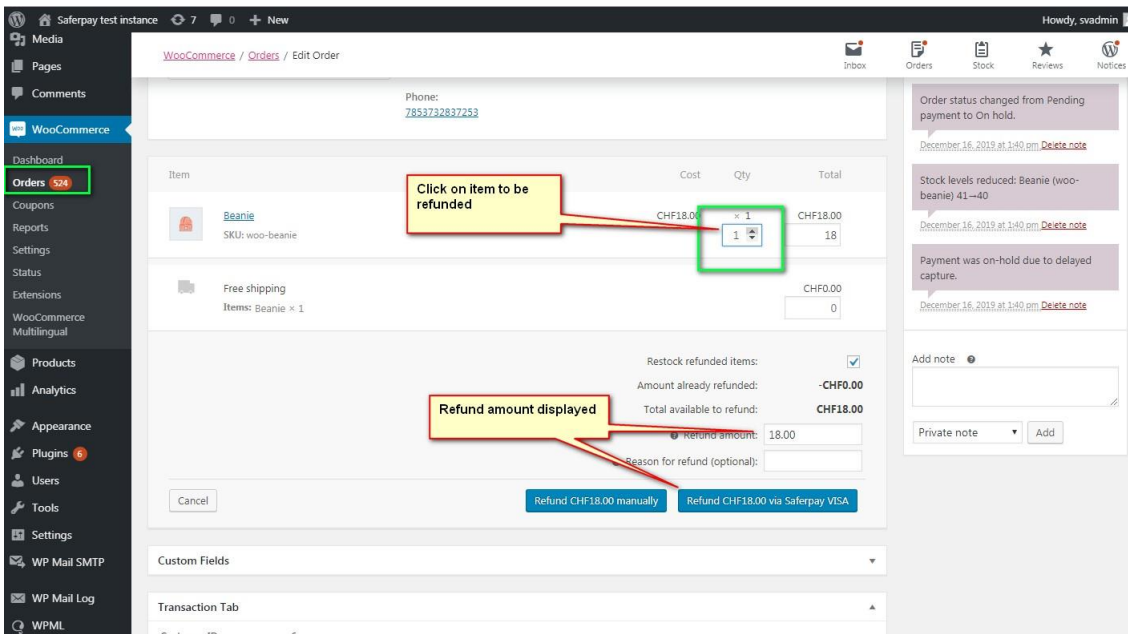 Saferpay test instance 7 0 + New
Howdy, svadmin
Media
Pages
Comments
WooCommerce
Dashboard
Orders 524
Coupons
Reports
Settings
Status
Extensions
WooCommerce
Multilingual
Products
Analytics
Appearance
Plugins 6
Users
Tools
Settings
WP Mail SMTP
WP Mail Log
WPML
WooCommerce / Orders / Edit Order
Inbox
Orders
Stock
Reviews
Notices
Phone:
7853732837253
Item Cost Qty Total
Click on item to be
refunded
Beanie CHF18.00 × 1 CHF18.00
SKU: woo-beanie 1 18
Free shipping CHF0.00
Items: Beanie × 1 0
Restock refunded items:
Amount already refunded: -CHF0.00
Total available to refund: CHF18.00
Refund amount displayed
Refund amount: 18.00
Reason for refund (optional):
Cancel
Refund CHF18.00 manually
Refund CHF18.00 via Saferpay VISA
Custom Fields
Transaction Tab
Order status changed from Pending
payment to On hold.
December 16, 2019 at 1:40 pm Delete note
Stock levels reduced: Beanie (woo-
beanie) 41→40
December 16, 2019 at 1:40 pm Delete note
Payment was on-hold due to delayed
capture.
December 16, 2019 at 1:40 pm Delete note
Add note
Private note
Add